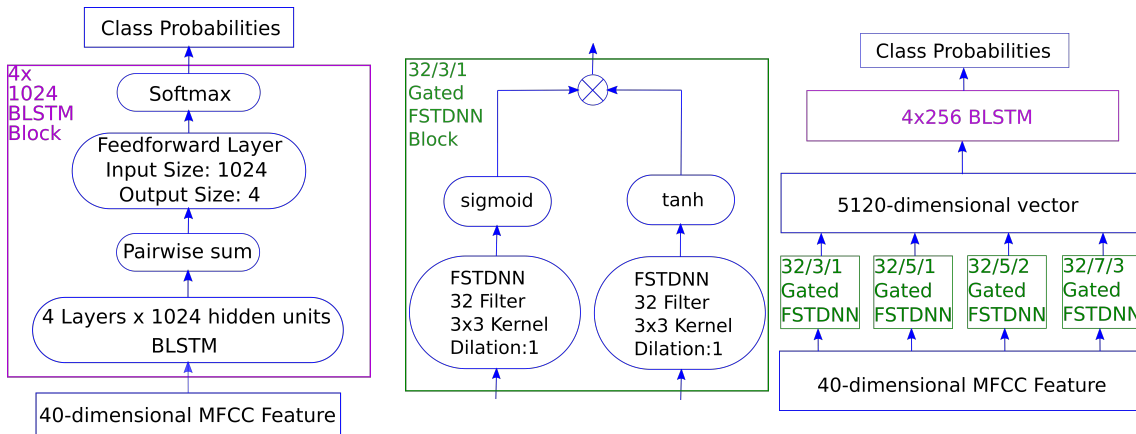 Class Probabilities
4x
1024
BLSTM
Block
Softmax
Feedforward Layer
Input Size: 1024
Output Size: 4
Pairwise sum
4 Layers x 1024 hidden units
BLSTM
40-dimensional MFCC Feature
32/3/1
Gated
FSTDNN
Block
sigmoid
tanh
FSTDNN
32 Filter
3x3 Kernel
Dilation:1
FSTDNN
32 Filter
3x3 Kernel
Dilation:1
Class Probabilities
4x256 BLSTM
5120-dimensional vector
32/3/1
Gated
FSTDNN
32/5/1
Gated
FSTDNN
32/5/2
Gated
FSTDNN
32/7/3
Gated
FSTDNN
40-dimensional MFCC Feature